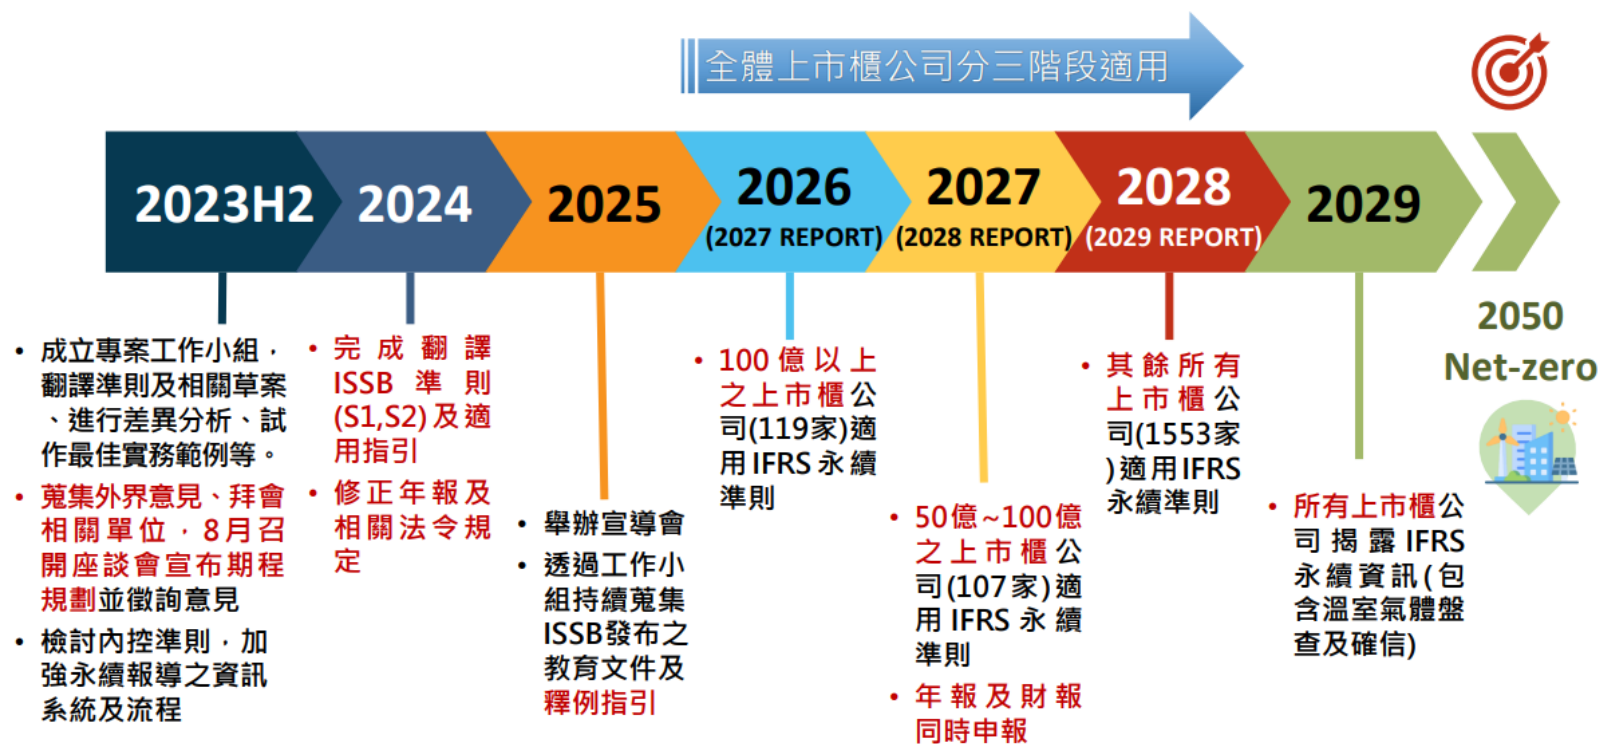 全體上市櫃公司分三階段適用
2023H2
2024
2025
2026
(2027 REPORT)
2027
(2028 REPORT)
2028
(2029 REPORT)
2029
2050
Net-zero
• 成立專案工作小組，
翻譯準則及相關草案
、進行差異分析、試
作最佳實務範例等。
• 蒐集外界意見、拜會
相關單位，8月召
開座談會宣布期程
規劃並徵詢意見
• 檢討內控準則，加
強永續報導之資訊
系統及流程
• 完成翻譯
ISSB 準則
(S1,S2)及適
用指引
• 修正年報及
相關法令規
定
• 舉辦宣導會
• 透過工作小
組持續蒐集
ISSB發布之
教育文件及
釋例指引
• 100億以上
之上市櫃公
司(119家)適
用IFRS永續
準則
• 50億~100億
之上市櫃公
司(107家)適
用IFRS永續
準則
• 年報及財報
同時申報
• 其餘所有
上市櫃公
司(1553家
)適用IFRS
永續準則
• 所有上市櫃公
司揭露IFRS
永續資訊(包
含溫室氣體盤
查及確信)